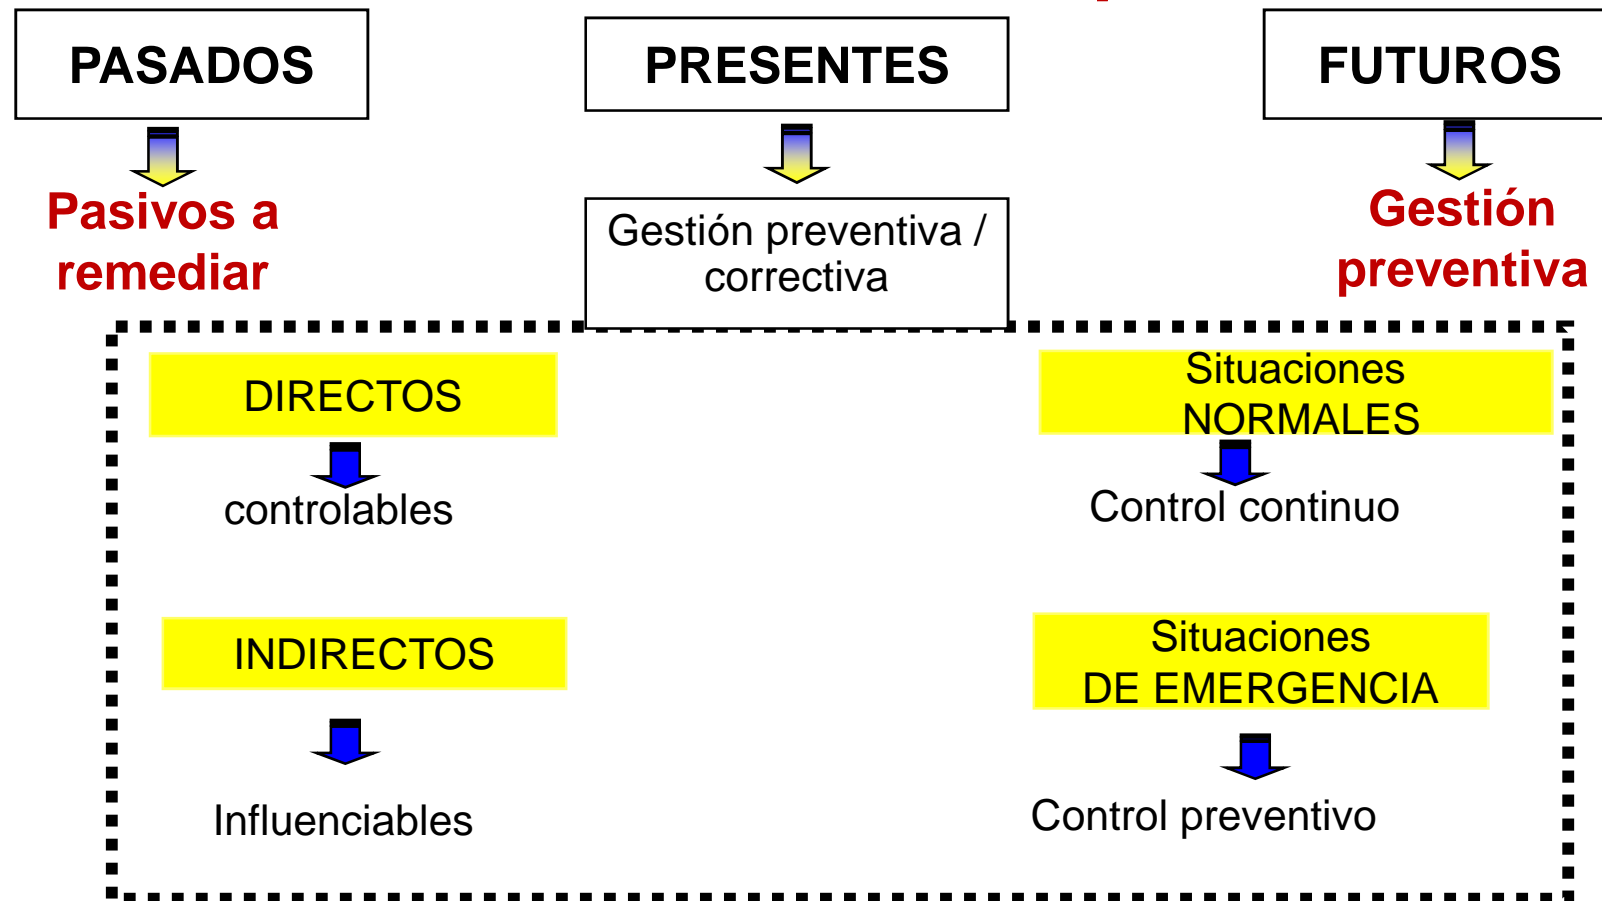 PASADOS
PRESENTES
FUTUROS
Pasivos a
remediar
Gestión preventiva /
correctiva
Gestión
preventiva
DIRECTOS
Situaciones
NORMALES
controlables
Control continuo
INDIRECTOS
Situaciones
DE EMERGENCIA
Influenciables
Control preventivo